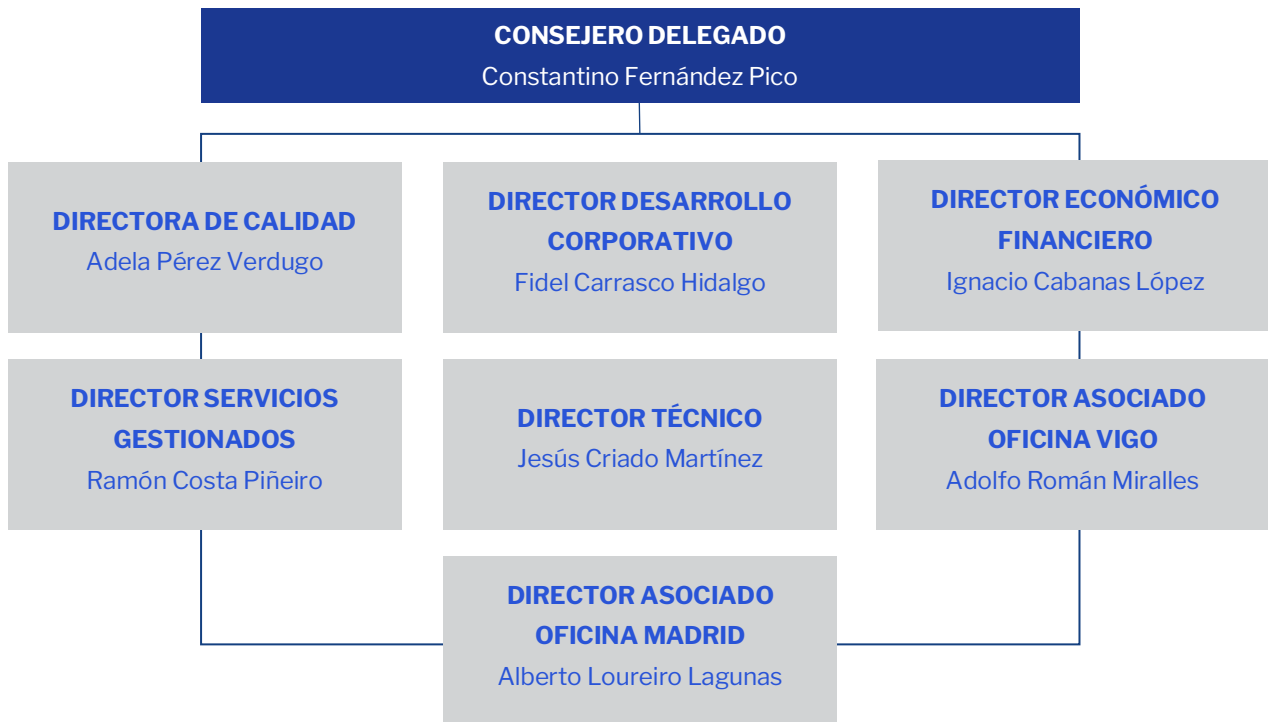 CONSEJERO DELEGADO
Constantino Fernández Pico
DIRECTORA DE CALIDAD
Adela Pérez Verdugo
DIRECTOR DESARROLLO
CORPORATIVO
Fidel Carrasco Hidalgo
DIRECTOR ECONÓMICO
FINANCIERO
Ignacio Cabanas López
DIRECTOR SERVICIOS
GESTIONADOS
Ramón Costa Piñeiro
DIRECTOR TÉCNICO
Jesús Criado Martínez
DIRECTOR ASOCIADO
OFICINA VIGO
Adolfo Román Miralles
DIRECTOR ASOCIADO
OFICINA MADRID
Alberto Loureiro Lagunas